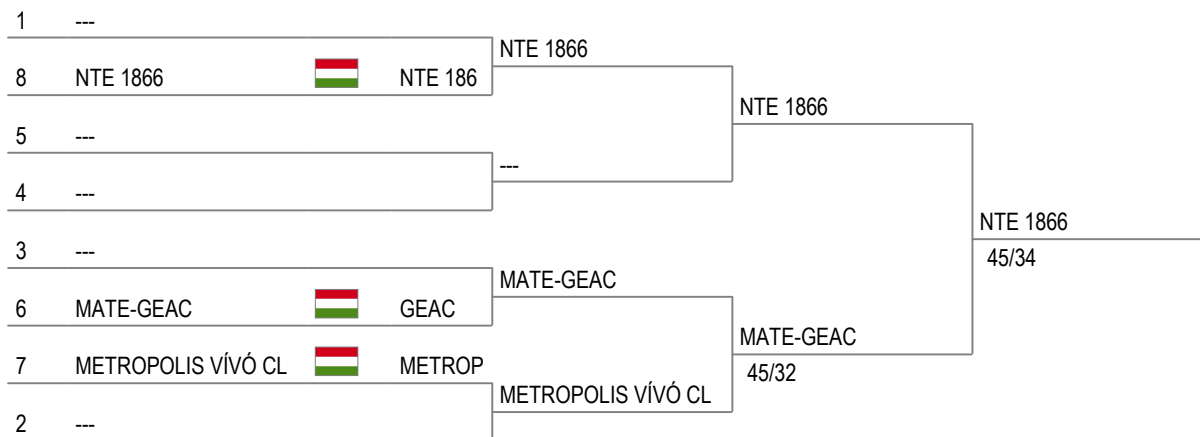 1 ---
8 NTE 1866 NTE 186
NTE 1866
5 ---
4 ---
---
NTE 1866
3 ---
6 MATE-GEAC GEAC
MATE-GEAC
7 METROPOLIS VÍVÓ CL METROP
2 ---
METROPOLIS VÍVÓ CL
MATE-GEAC
45/32
NTE 1866
45/34